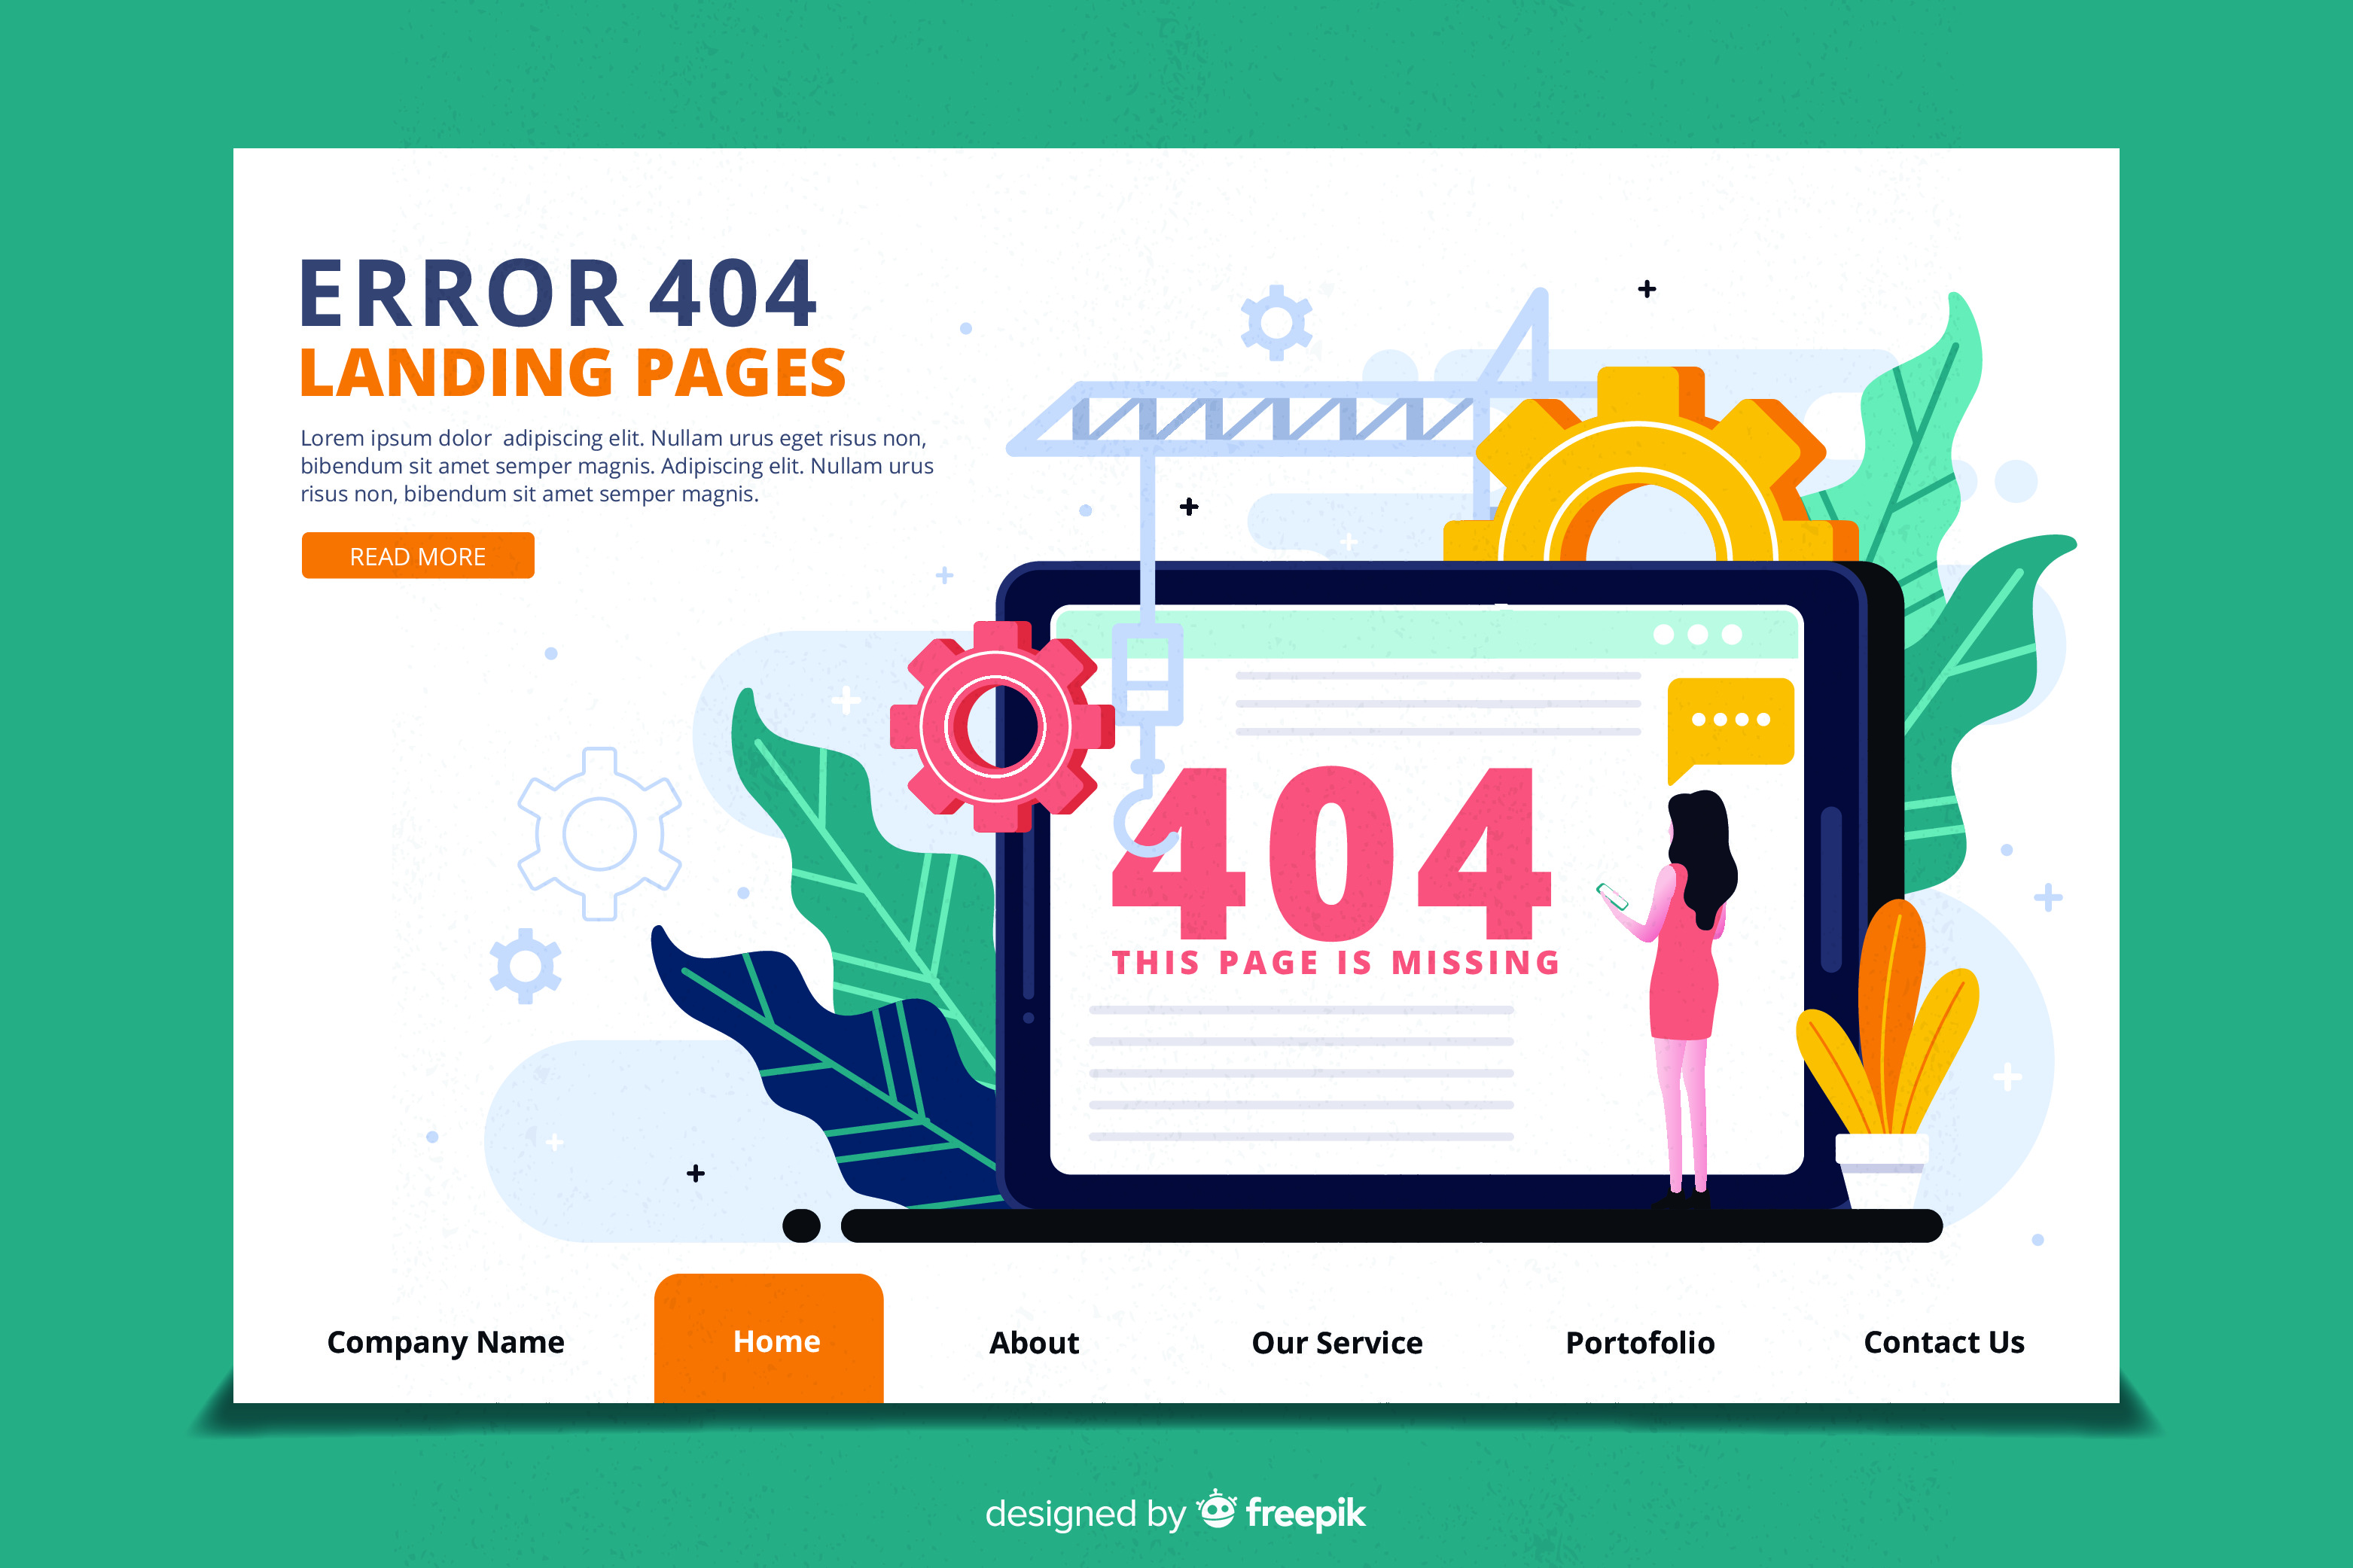 ERROR 404
LANDING PAGES
Lorem ipsum dolor  adipiscing elit. Nullam urus eget risus non,
bibendum sit amet semper magnis. Adipiscing elit. Nullam urus
risus non, bibendum sit amet semper magnis.
READ MORE
404
THIS PAGE IS MISSING
Company Name
Home
About
Our Service
Portofolio
Contact Us
designed by freepik